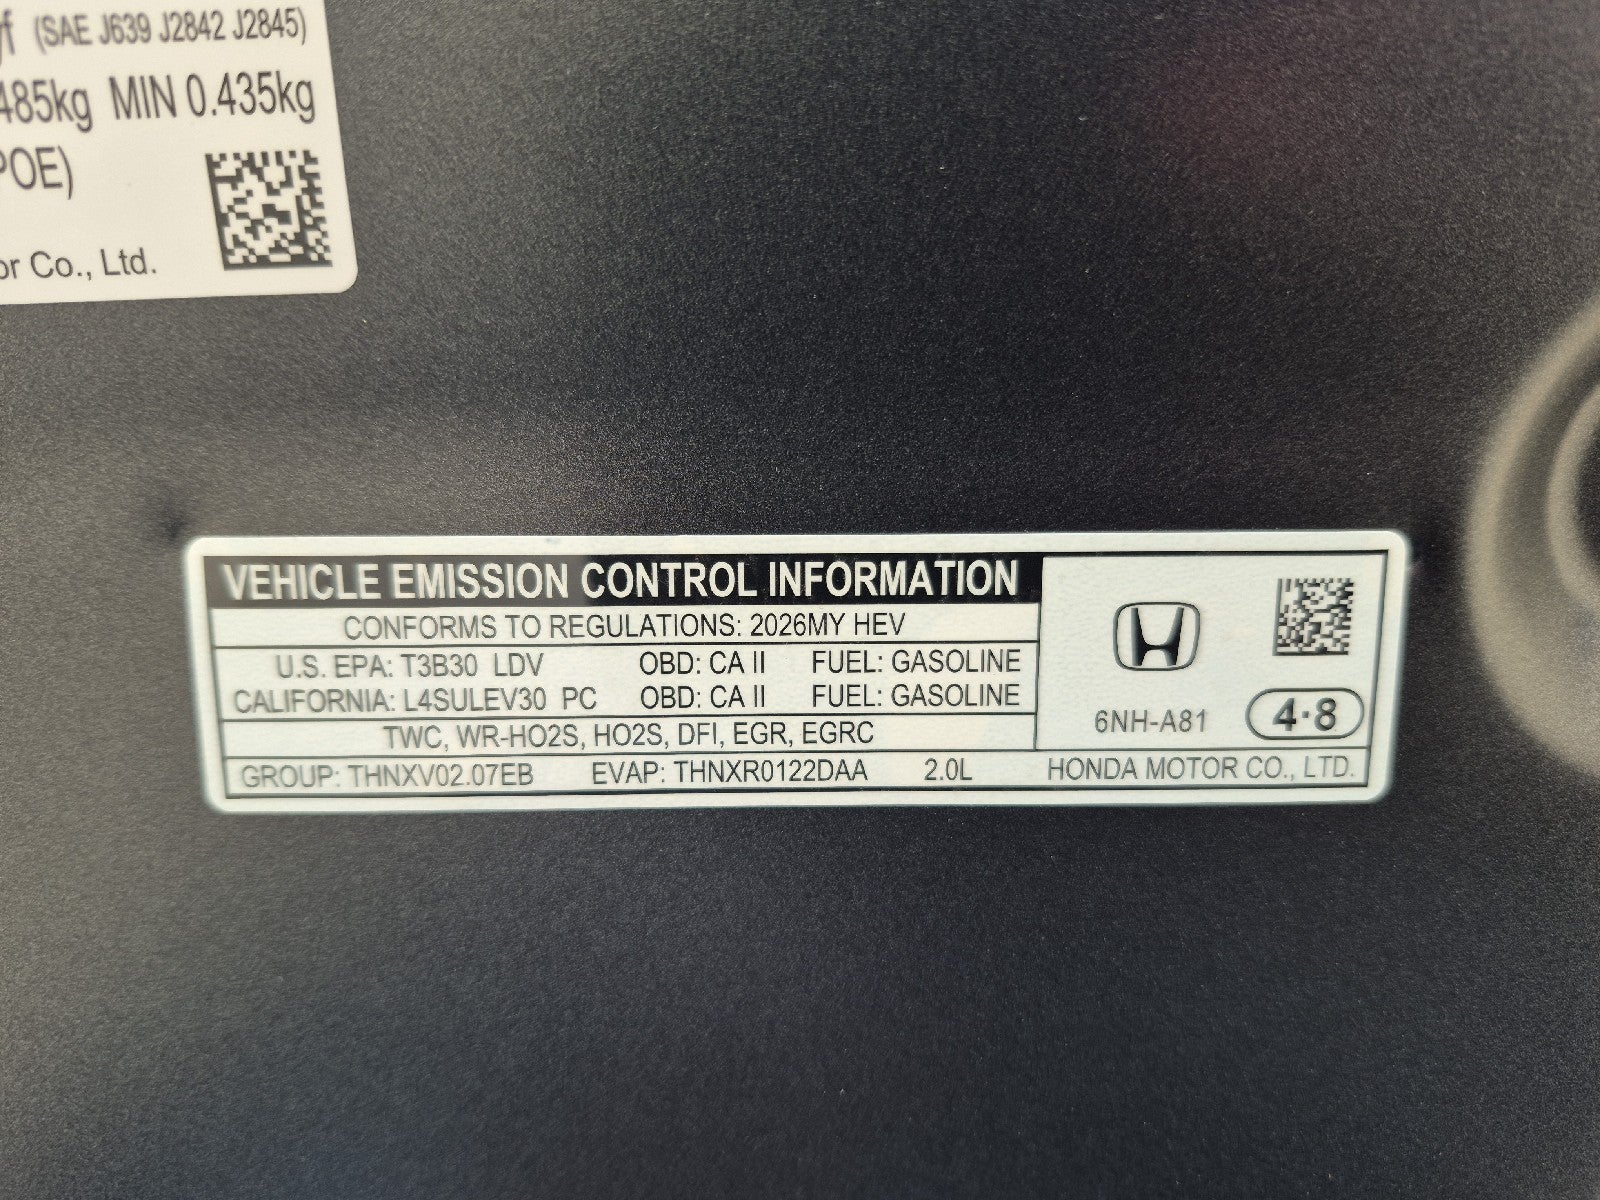 (SAE J639 J2842 J2845)
485kg MIN 0.435kg
POE)
Co., Ltd.
VEHICLE EMISSION CONTROL INFORMATION
CONFORMS TO REGULATIONS: 2026MY HEV
U.S. EPA: T3B30 LDV OBD: CA II FUEL: GASOLINE
CALIFORNIA: L4SULEV30 PC OBD: CA II FUEL: GASOLINE
TWC, WR-HO2S, HO2S, DFI, EGR, EGRC
GROUP: THNXV02.07EB EVAP: THNXR0122DAA 2.0L
6NH-A81 4·8
HONDA MOTOR CO., LTD.